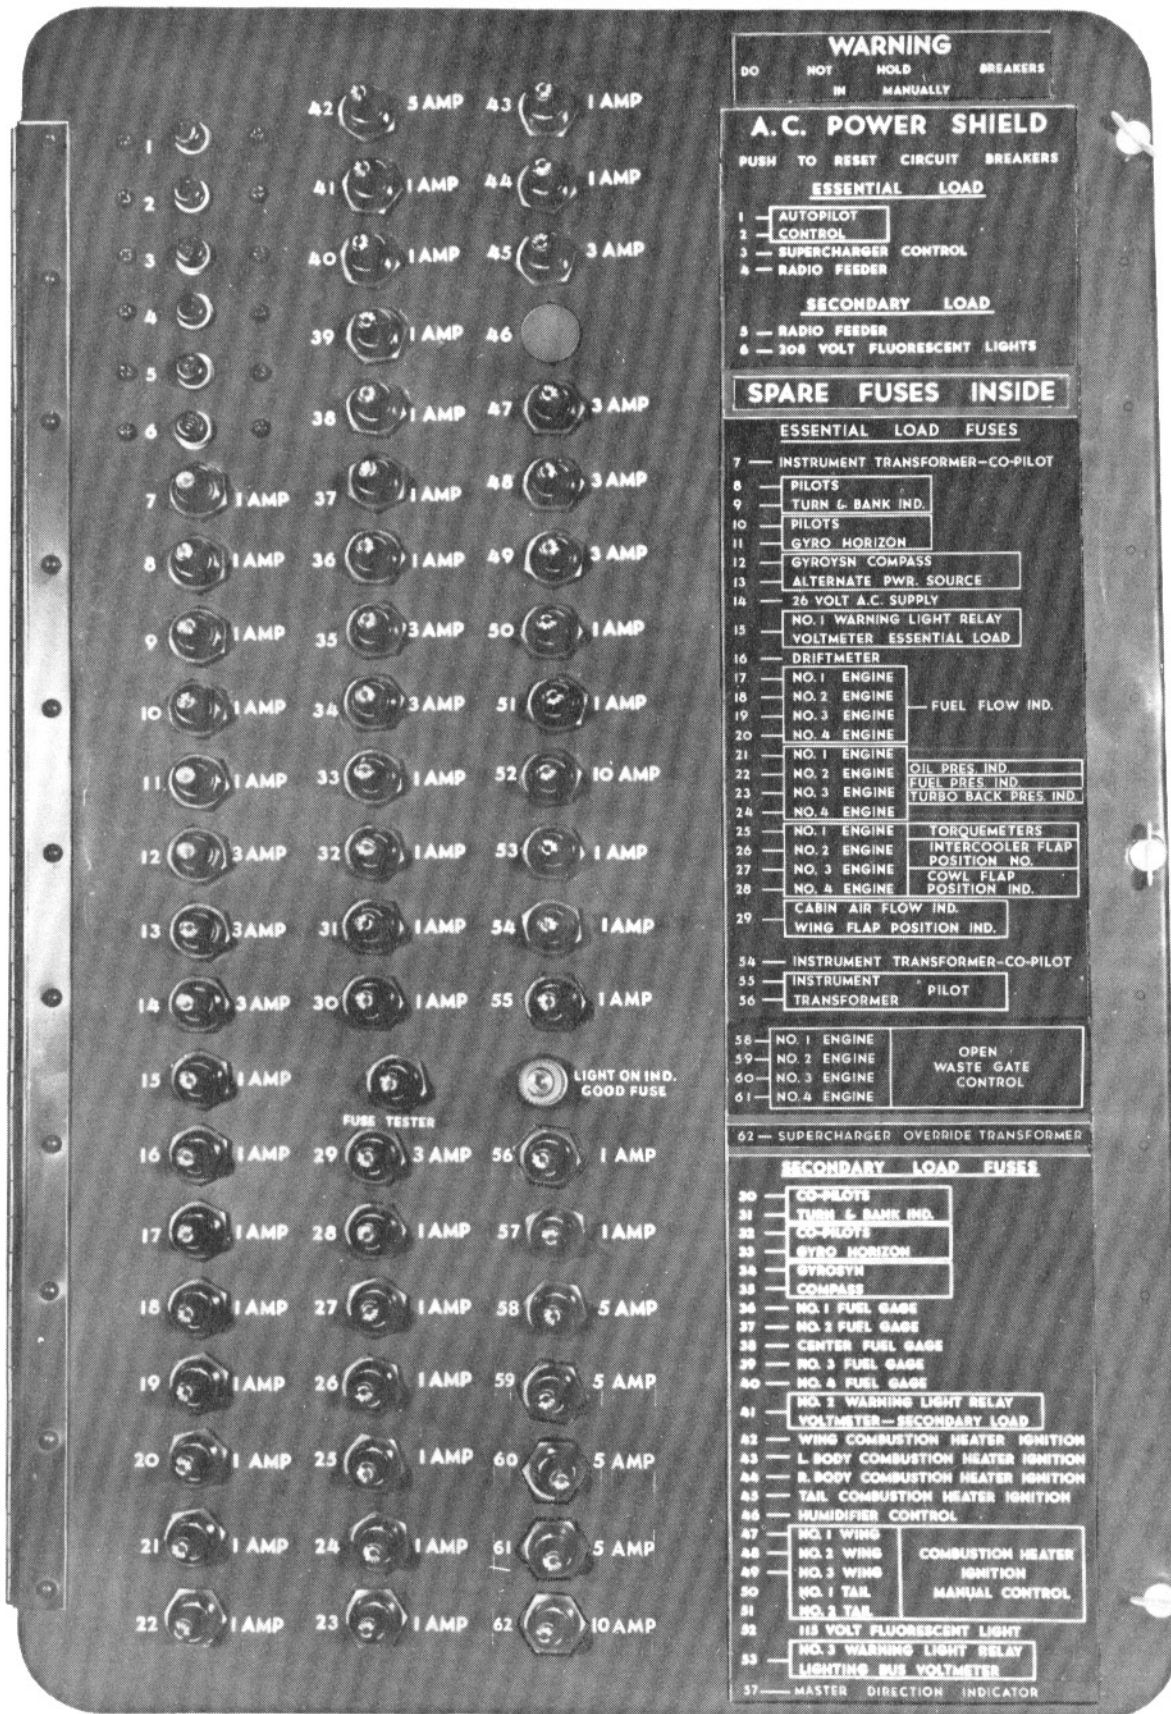 42 5 AMP 43 1 AMP
1 41 1 AMP 44 1 AMP
2
3 40 1 AMP 45 3 AMP
4 39 1 AMP 46
5
6 38 1 AMP 47 3 AMP
7 1 AMP 37 1 AMP 48 3 AMP
8 1 AMP 36 1 AMP 49 3 AMP
9 1 AMP 35 3 AMP 50 1 AMP
10 1 AMP 34 3 AMP 51 1 AMP
11 1 AMP 33 1 AMP 52 10 AMP
12 3 AMP 32 1 AMP 53 1 AMP
13 3 AMP 31 1 AMP 54 1 AMP
14 3 AMP 30 1 AMP 55 1 AMP
15 1 AMP LIGHT ON IND.
GOOD FUSE
FUSE TESTER
16 1 AMP 29 3 AMP 56 1 AMP
17 1 AMP 28 1 AMP 57 1 AMP
18 1 AMP 27 1 AMP 58 5 AMP
19 1 AMP 26 1 AMP 59 5 AMP
20 1 AMP 25 1 AMP 60 5 AMP
21 1 AMP 24 1 AMP 61 5 AMP
22 1 AMP 23 1 AMP 62 10 AMP
WARNING
DO NOT HOLD BREAKERS
IN MANUALLY
A.C. POWER SHIELD
PUSH TO RESET CIRCUIT BREAKERS
ESSENTIAL LOAD
1 — AUTOPILOT
2 — CONTROL
3 — SUPERCHARGER CONTROL
4 — RADIO FEEDER
SECONDARY LOAD
5 — RADIO FEEDER
6 — 208 VOLT FLUORESCENT LIGHTS
SPARE FUSES INSIDE
ESSENTIAL LOAD FUSES
7 — INSTRUMENT TRANSFORMER-CO-PILOT
8 — PILOTS
9 — TURN & BANK IND.
10 — PILOTS
11 — GYRO HORIZON
12 — GYROYSN COMPASS
13 — ALTERNATE PWR. SOURCE
14 — 26 VOLT A.C. SUPPLY
15 — NO. 1 WARNING LIGHT RELAY
VOLTMETER ESSENTIAL LOAD
16 — DRIFTMETER
17 — NO. 1 ENGINE
18 — NO. 2 ENGINE
19 — NO. 3 ENGINE
20 — NO. 4 ENGINE
FUEL FLOW IND.
21 — NO. 1 ENGINE
22 — NO. 2 ENGINE
23 — NO. 3 ENGINE
24 — NO. 4 ENGINE
OIL PRES. IND.
FUEL PRES. IND.
TURBO BACK PRES. IND.
25 — NO. 1 ENGINE
26 — NO. 2 ENGINE
27 — NO. 3 ENGINE
28 — NO. 4 ENGINE
TORQUEMETERS
INTERCOOLER FLAP
POSITION NO.
COWL FLAP
POSITION IND.
29 — CABIN AIR FLOW IND.
WING FLAP POSITION IND.
54 — INSTRUMENT TRANSFORMER-CO-PILOT
55 — INSTRUMENT
56 — TRANSFORMER
PILOT
58 — NO. 1 ENGINE
59 — NO. 2 ENGINE
60 — NO. 3 ENGINE
61 — NO. 4 ENGINE
OPEN
WASTE GATE
CONTROL
62 — SUPERCHARGER OVERRIDE TRANSFORMER
SECONDARY LOAD FUSES
30 — CO-PILOTS
31 — TURN & BANK IND.
32 — CO-PILOTS
33 — GYRO HORIZON
34 — GYROSYN
35 — COMPASS
36 — NO. 1 FUEL GAGE
37 — NO. 2 FUEL GAGE
38 — CENTER FUEL GAGE
39 — NO. 3 FUEL GAGE
40 — NO. 4 FUEL GAGE
41 — NO. 2 WARNING LIGHT RELAY
VOLTMETER—SECONDARY LOAD
42 — WING COMBUSTION HEATER IGNITION
43 — L. BODY COMBUSTION HEATER IGNITION
44 — R. BODY COMBUSTION HEATER IGNITION
45 — TAIL COMBUSTION HEATER IGNITION
46 — HUMIDIFIER CONTROL
47 — NO. 1 WING
48 — NO. 2 WING
49 — NO. 3 WING
50 NO. 1 TAIL
51 NO. 2 TAIL
COMBUSTION HEATER
IGNITION
MANUAL CONTROL
52 115 VOLT FLUORESCENT LIGHT
53 — NO. 3 WARNING LIGHT RELAY
LIGHTING BUS VOLTMETER
57 — MASTER DIRECTION INDICATOR